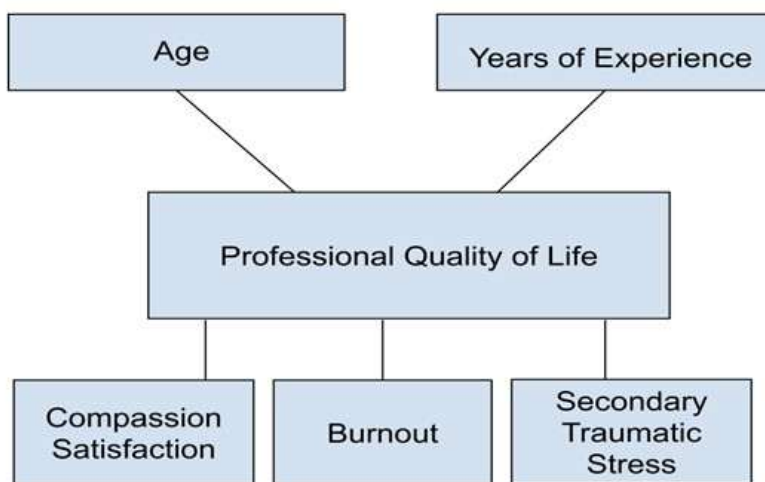 Age
Years of Experience
Professional Quality of Life
Compassion
Satisfaction
Burnout
Secondary
Traumatic
Stress